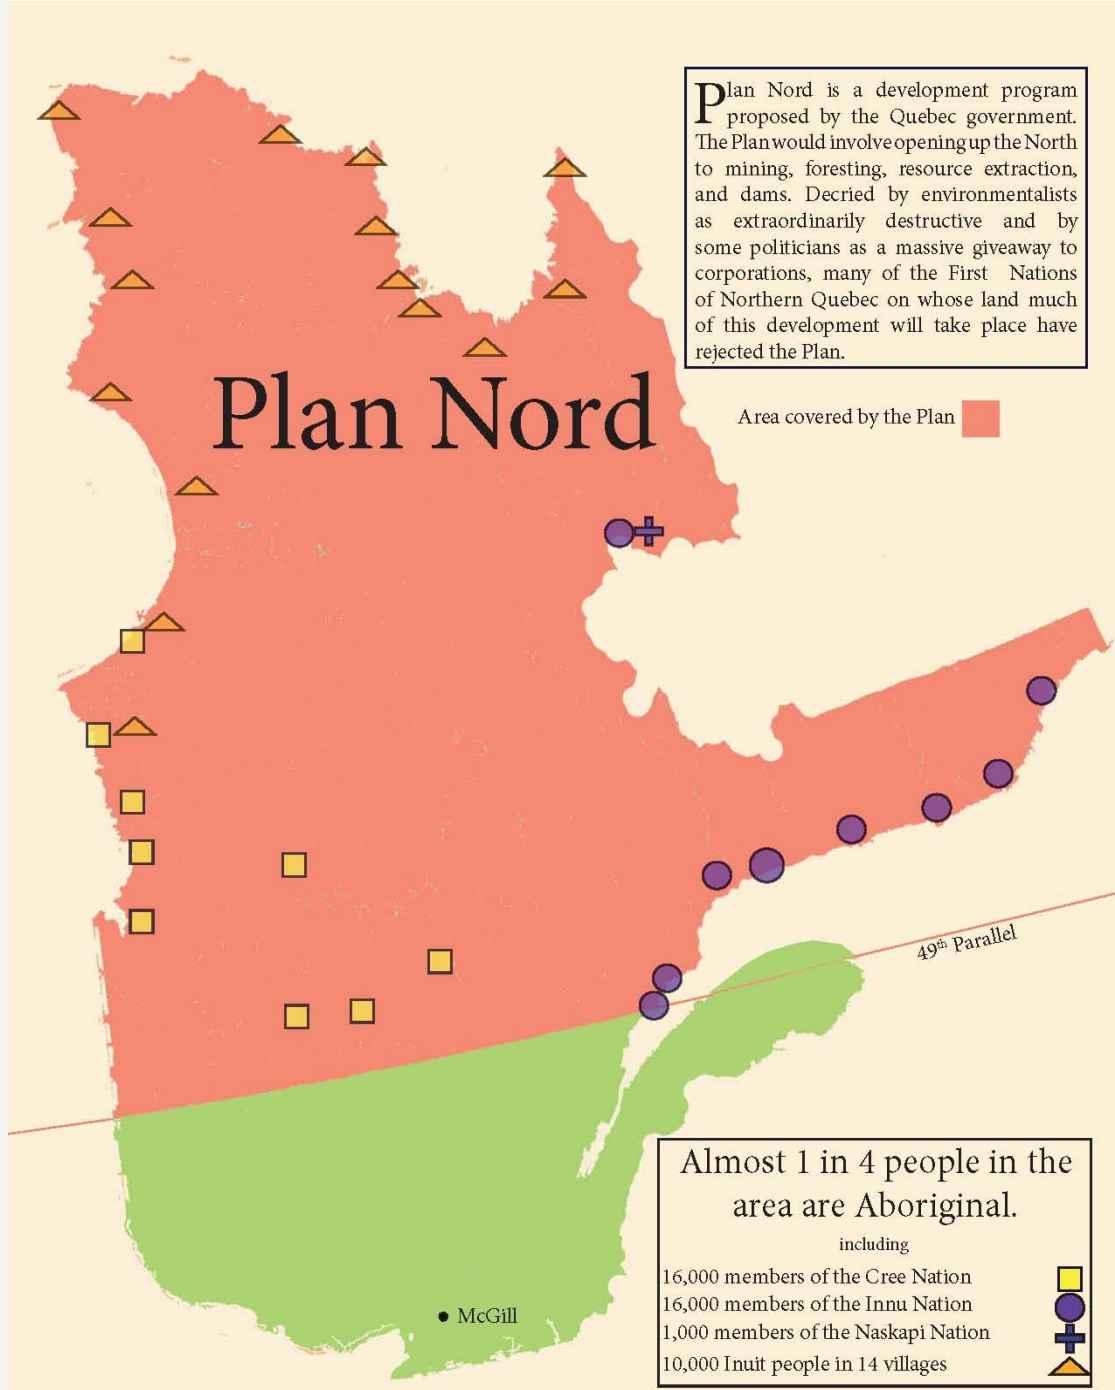 Plan Nord is a development program
proposed by the Quebec government.
The Plan would involve opening up the North
to mining, foresting, resource extraction,
and dams. Decried by environmentalists
as extraordinarily destructive and by
some politicians as a massive giveaway to
corporations, many of the First Nations
of Northern Quebec on whose land much
of this development will take place have
rejected the Plan.
Plan Nord
Area covered by the Plan
49th Parallel
McGill
Almost 1 in 4 people in the
area are Aboriginal.
including
16,000 members of the Cree Nation
16,000 members of the Innu Nation
1,000 members of the Naskapi Nation
10,000 Inuit people in 14 villages